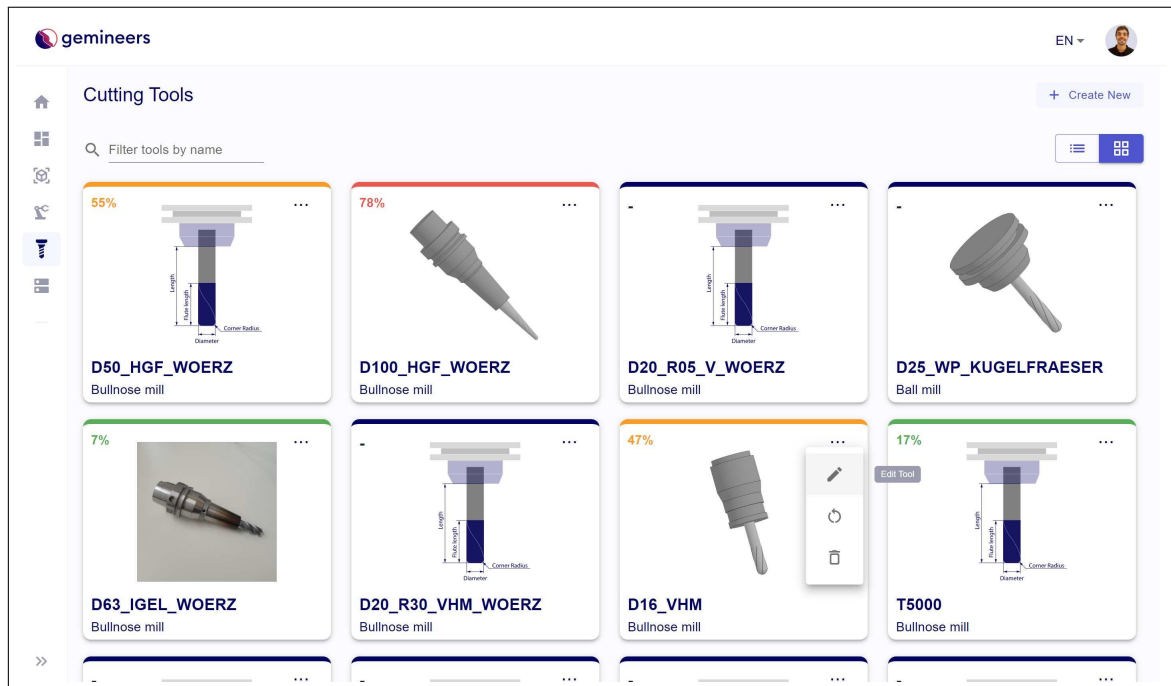 gemineers
EN
Cutting Tools
+ Create New
Filter tools by name
55%
...
Length
Flute length
Corner Radius
Diameter
D50_HGF_WOERZ
Bullnose mill
78%
...
D100_HGF_WOERZ
Bullnose mill
-
...
Length
Flute length
Corner Radius
Diameter
D20_R05_V_WOERZ
Bullnose mill
-
...
D25_WP_KUGELFRAESER
Ball mill
7%
...
D63_IGEL_WOERZ
Bullnose mill
-
...
Length
Flute length
Corner Radius
Diameter
D20_R30_VHM_WOERZ
Bullnose mill
47%
...
Edit Tool
D16_VHM
Bullnose mill
17%
...
Length
Flute length
Corner Radius
Diameter
T5000
Bullnose mill
-
...
-
...
-
...
-
...